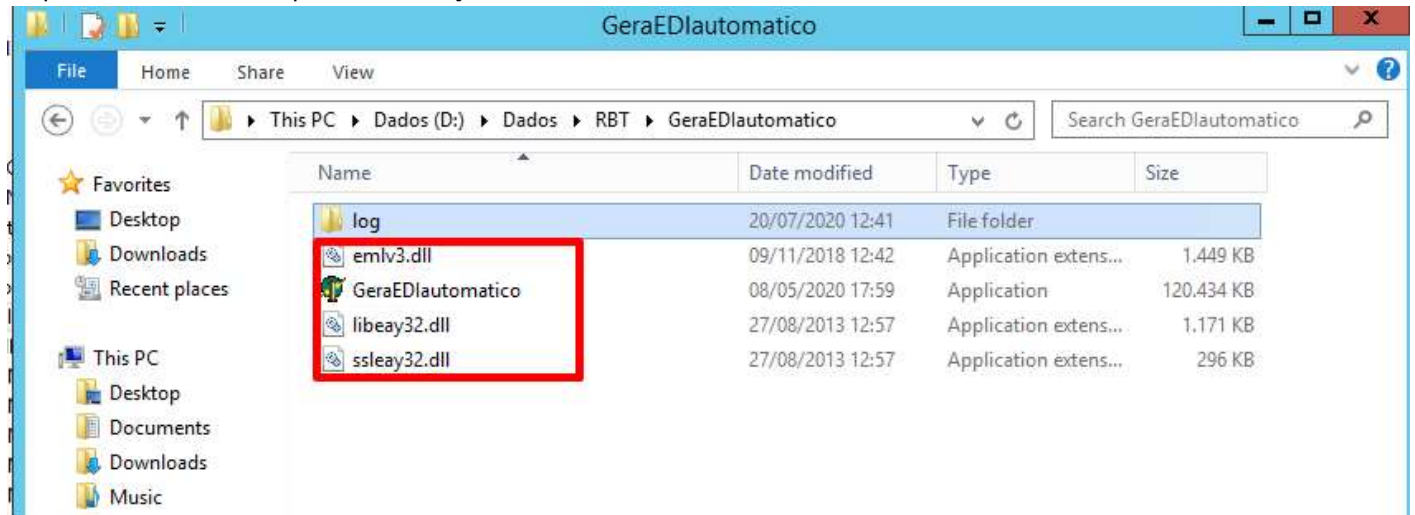 GeraEDIautomatico
File Home Share View
This PC Dados (D:) Dados RBT GeraEDIautomatico Search GeraEDIautomatico
Name Date modified Type Size
Favorites
Desktop
Downloads
Recent places
This PC
Desktop
Documents
Downloads
Music
log 20/07/2020 12:41 File folder
emlv3.dll 09/11/2018 12:42 Application extens... 1.449 KB
GeraEDIautomatico 08/05/2020 17:59 Application 120.434 KB
libeay32.dll 27/08/2013 12:57 Application extens... 1.171 KB
ssleay32.dll 27/08/2013 12:57 Application extens... 296 KB